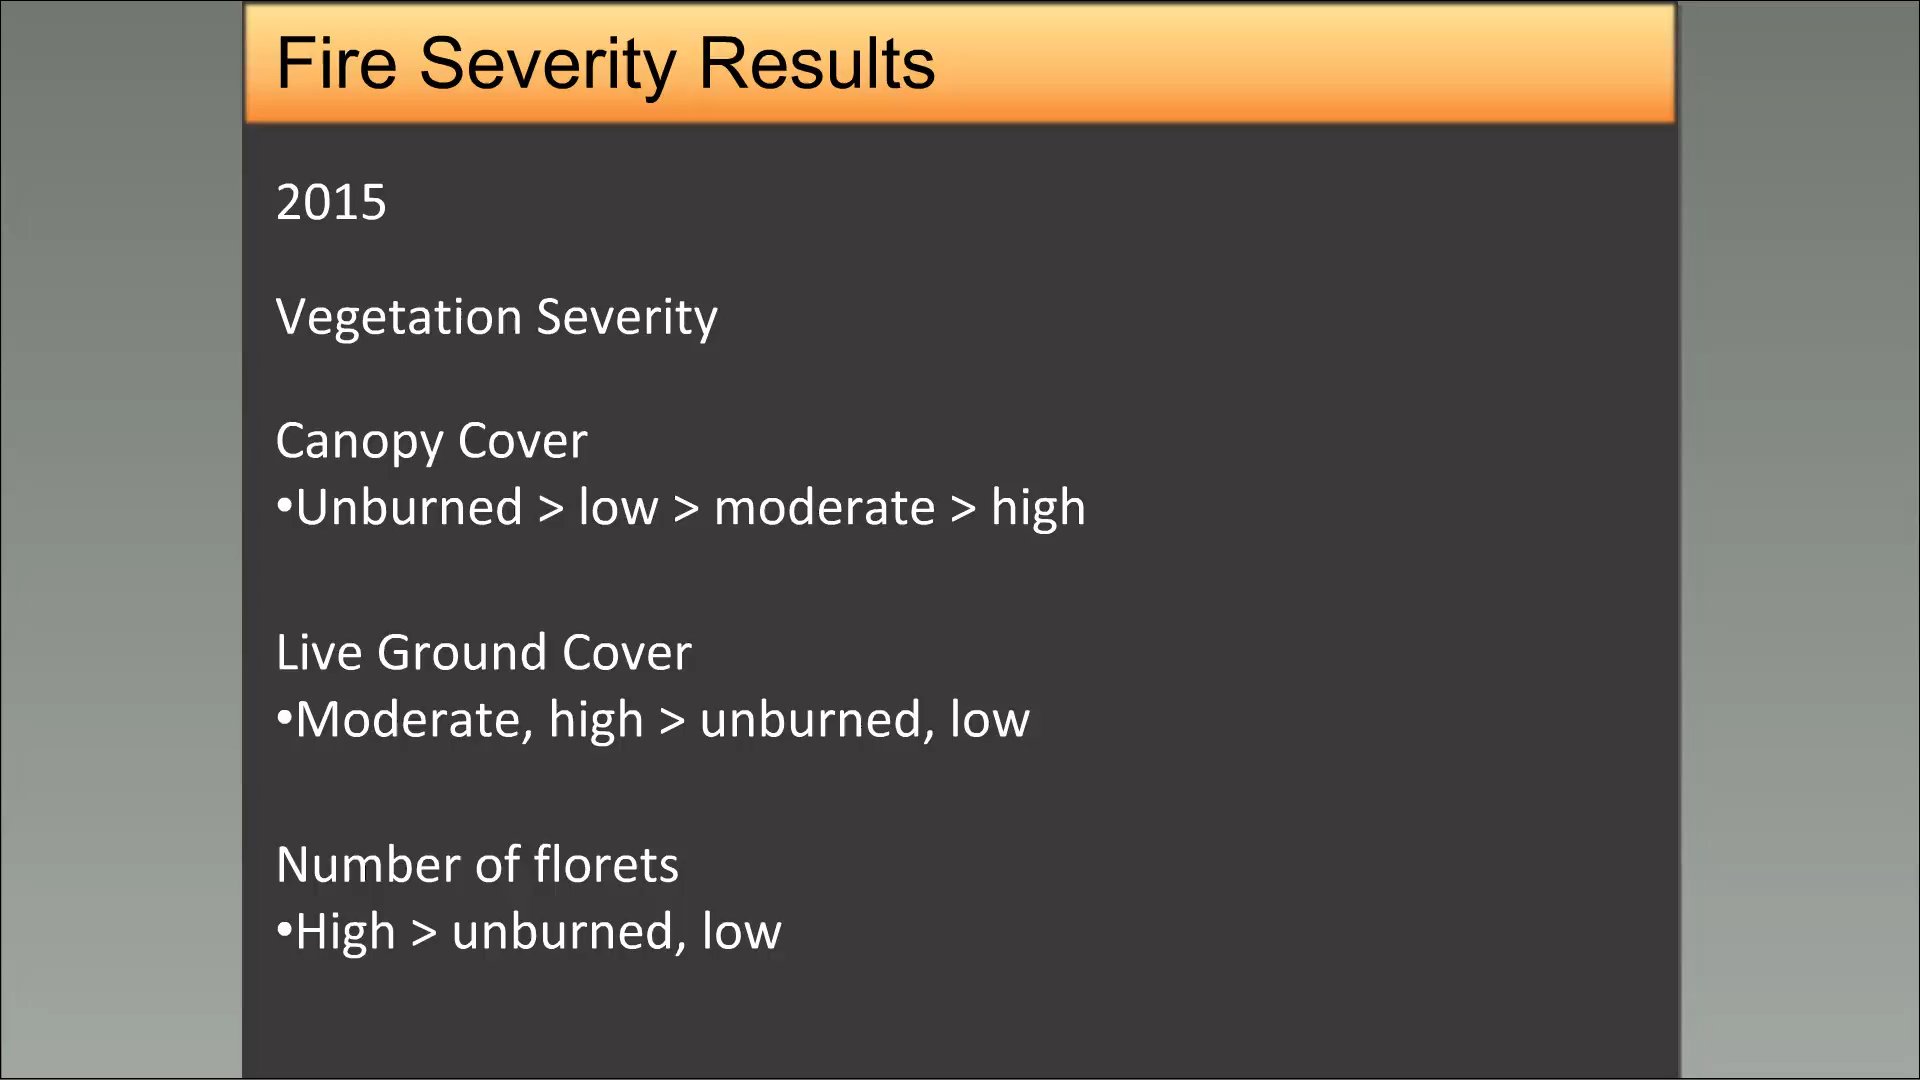 Fire Severity Results
2015
Vegetation Severity
Canopy Cover
•Unburned > low > moderate > high
Live Ground Cover
•Moderate, high > unburned, low
Number of florets
•High > unburned, low